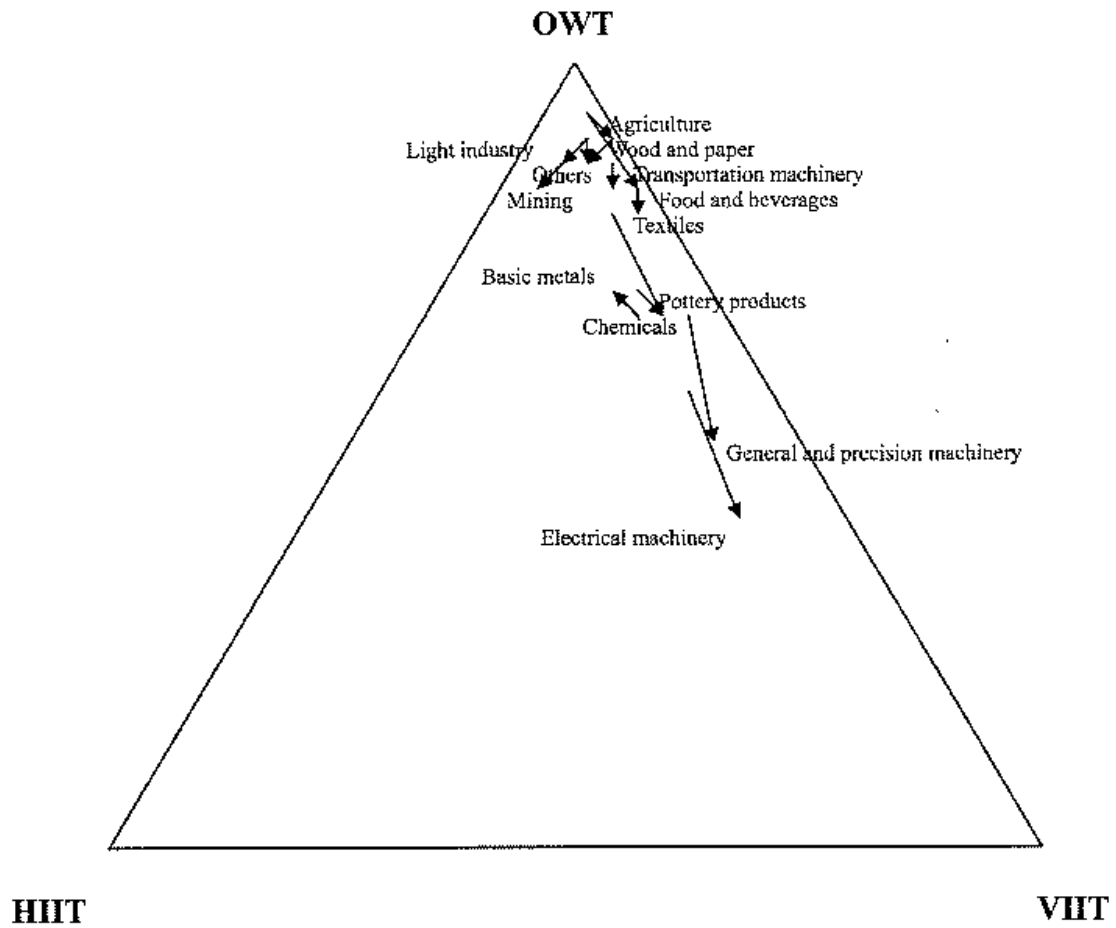 OWT
Agriculture
Light industry
Wood and paper
Others
Transportation machinery
Mining
Food and beverages
Textiles
Basic metals
Pottery products
Chemicals
General and precision machinery
Electrical machinery
HIIT
VIIT